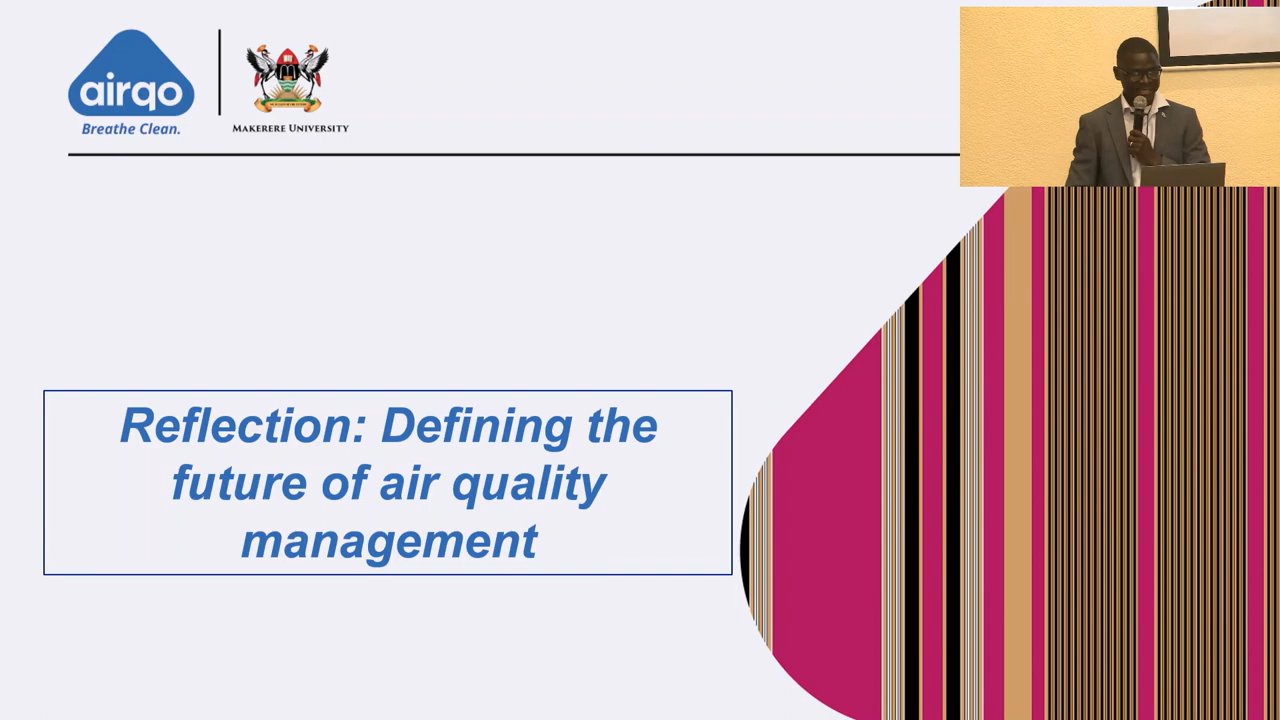 airqo
Breathe Clean.
MAKERERE UNIVERSITY
Reflection: Defining the
future of air quality
management